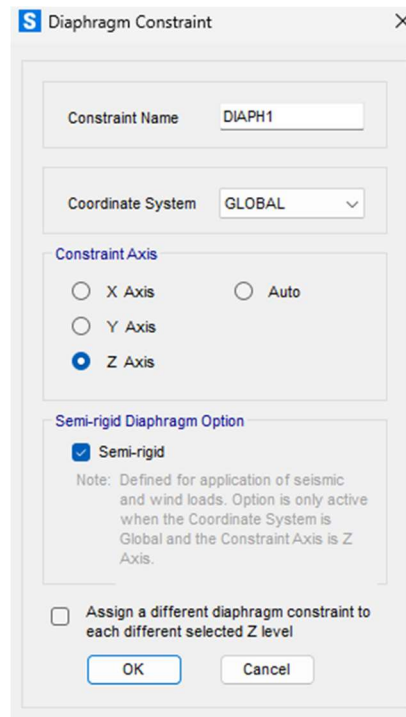 S Diaphragm Constraint
Constraint Name DIAPH1
Coordinate System GLOBAL
Constraint Axis
X Axis Auto
Y Axis
Z Axis
Semi-rigid Diaphragm Option
Semi-rigid
Note: Defined for application of seismic
and wind loads. Option is only active
when the Coordinate System is
Global and the Constraint Axis is Z
Axis.
Assign a different diaphragm constraint to
each different selected Z level
OK Cancel